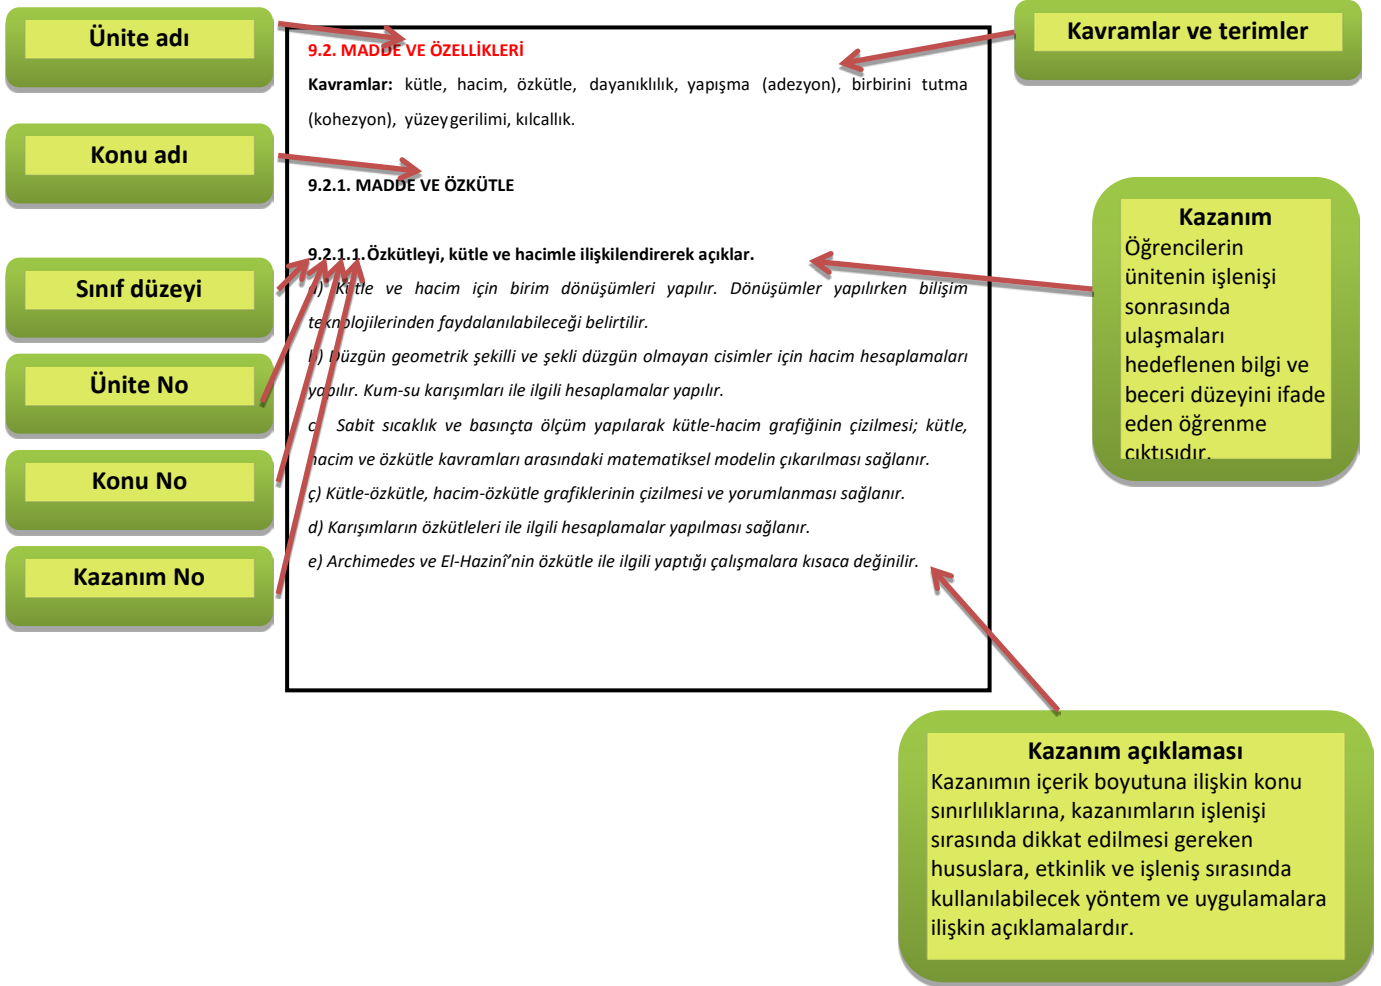 Ünite adı
Konu adı
Sınıf düzeyi
Ünite No
Konu No
Kazanım No
9.2. MADDE VE ÖZELLİKLERİ
Kavramlar: kütle, hacim, özkütle, dayanıklılık, yapışma (adezyon), birbirini tutma
(kohezyon), yüzey gerilimi, kılcallık.
9.2.1. MADDE VE ÖZKÜTLE
9.2.1.1. Özkütleyi, kütle ve hacimle ilişkilendirerek açıklar.
a) Kütle ve hacim için birim dönüşümleri yapılır. Dönüşümler yapılırken bilişim
teknolojilerinden faydalanılabileceği belirtilir.
b) Düzgün geometrik şekilli ve şekli düzgün olmayan cisimler için hacim hesaplamaları
yapılır. Kum-su karışımları ile ilgili hesaplamalar yapılır.
c) Sabit sıcaklık ve basınçta ölçüm yapılarak kütle-hacim grafiğinin çizilmesi; kütle,
hacim ve özkütle kavramları arasındaki matematiksel modelin çıkarılması sağlanır.
ç) Kütle-özkütle, hacim-özkütle grafiklerinin çizilmesi ve yorumlanması sağlanır.
d) Karışımların özkütleleri ile ilgili hesaplamalar yapılması sağlanır.
e) Archimedes ve El-Hazinî’nin özkütle ile ilgili yaptığı çalışmalara kısaca değinilir.
Kavramlar ve terimler
Kazanım
Öğrencilerin
ünitenin işlenişi
sonrasında
ulaşmaları
hedeflenen bilgi ve
beceri düzeyini ifade
eden öğrenme
çıktısıdır.
Kazanım açıklaması
Kazanımın içerik boyutuna ilişkin konu
sınırlılıklarına, kazanımların işlenişi
sırasında dikkat edilmesi gereken
hususlara, etkinlik ve işleniş sırasında
kullanılabilecek yöntem ve uygulamalara
ilişkin açıklamalardır.